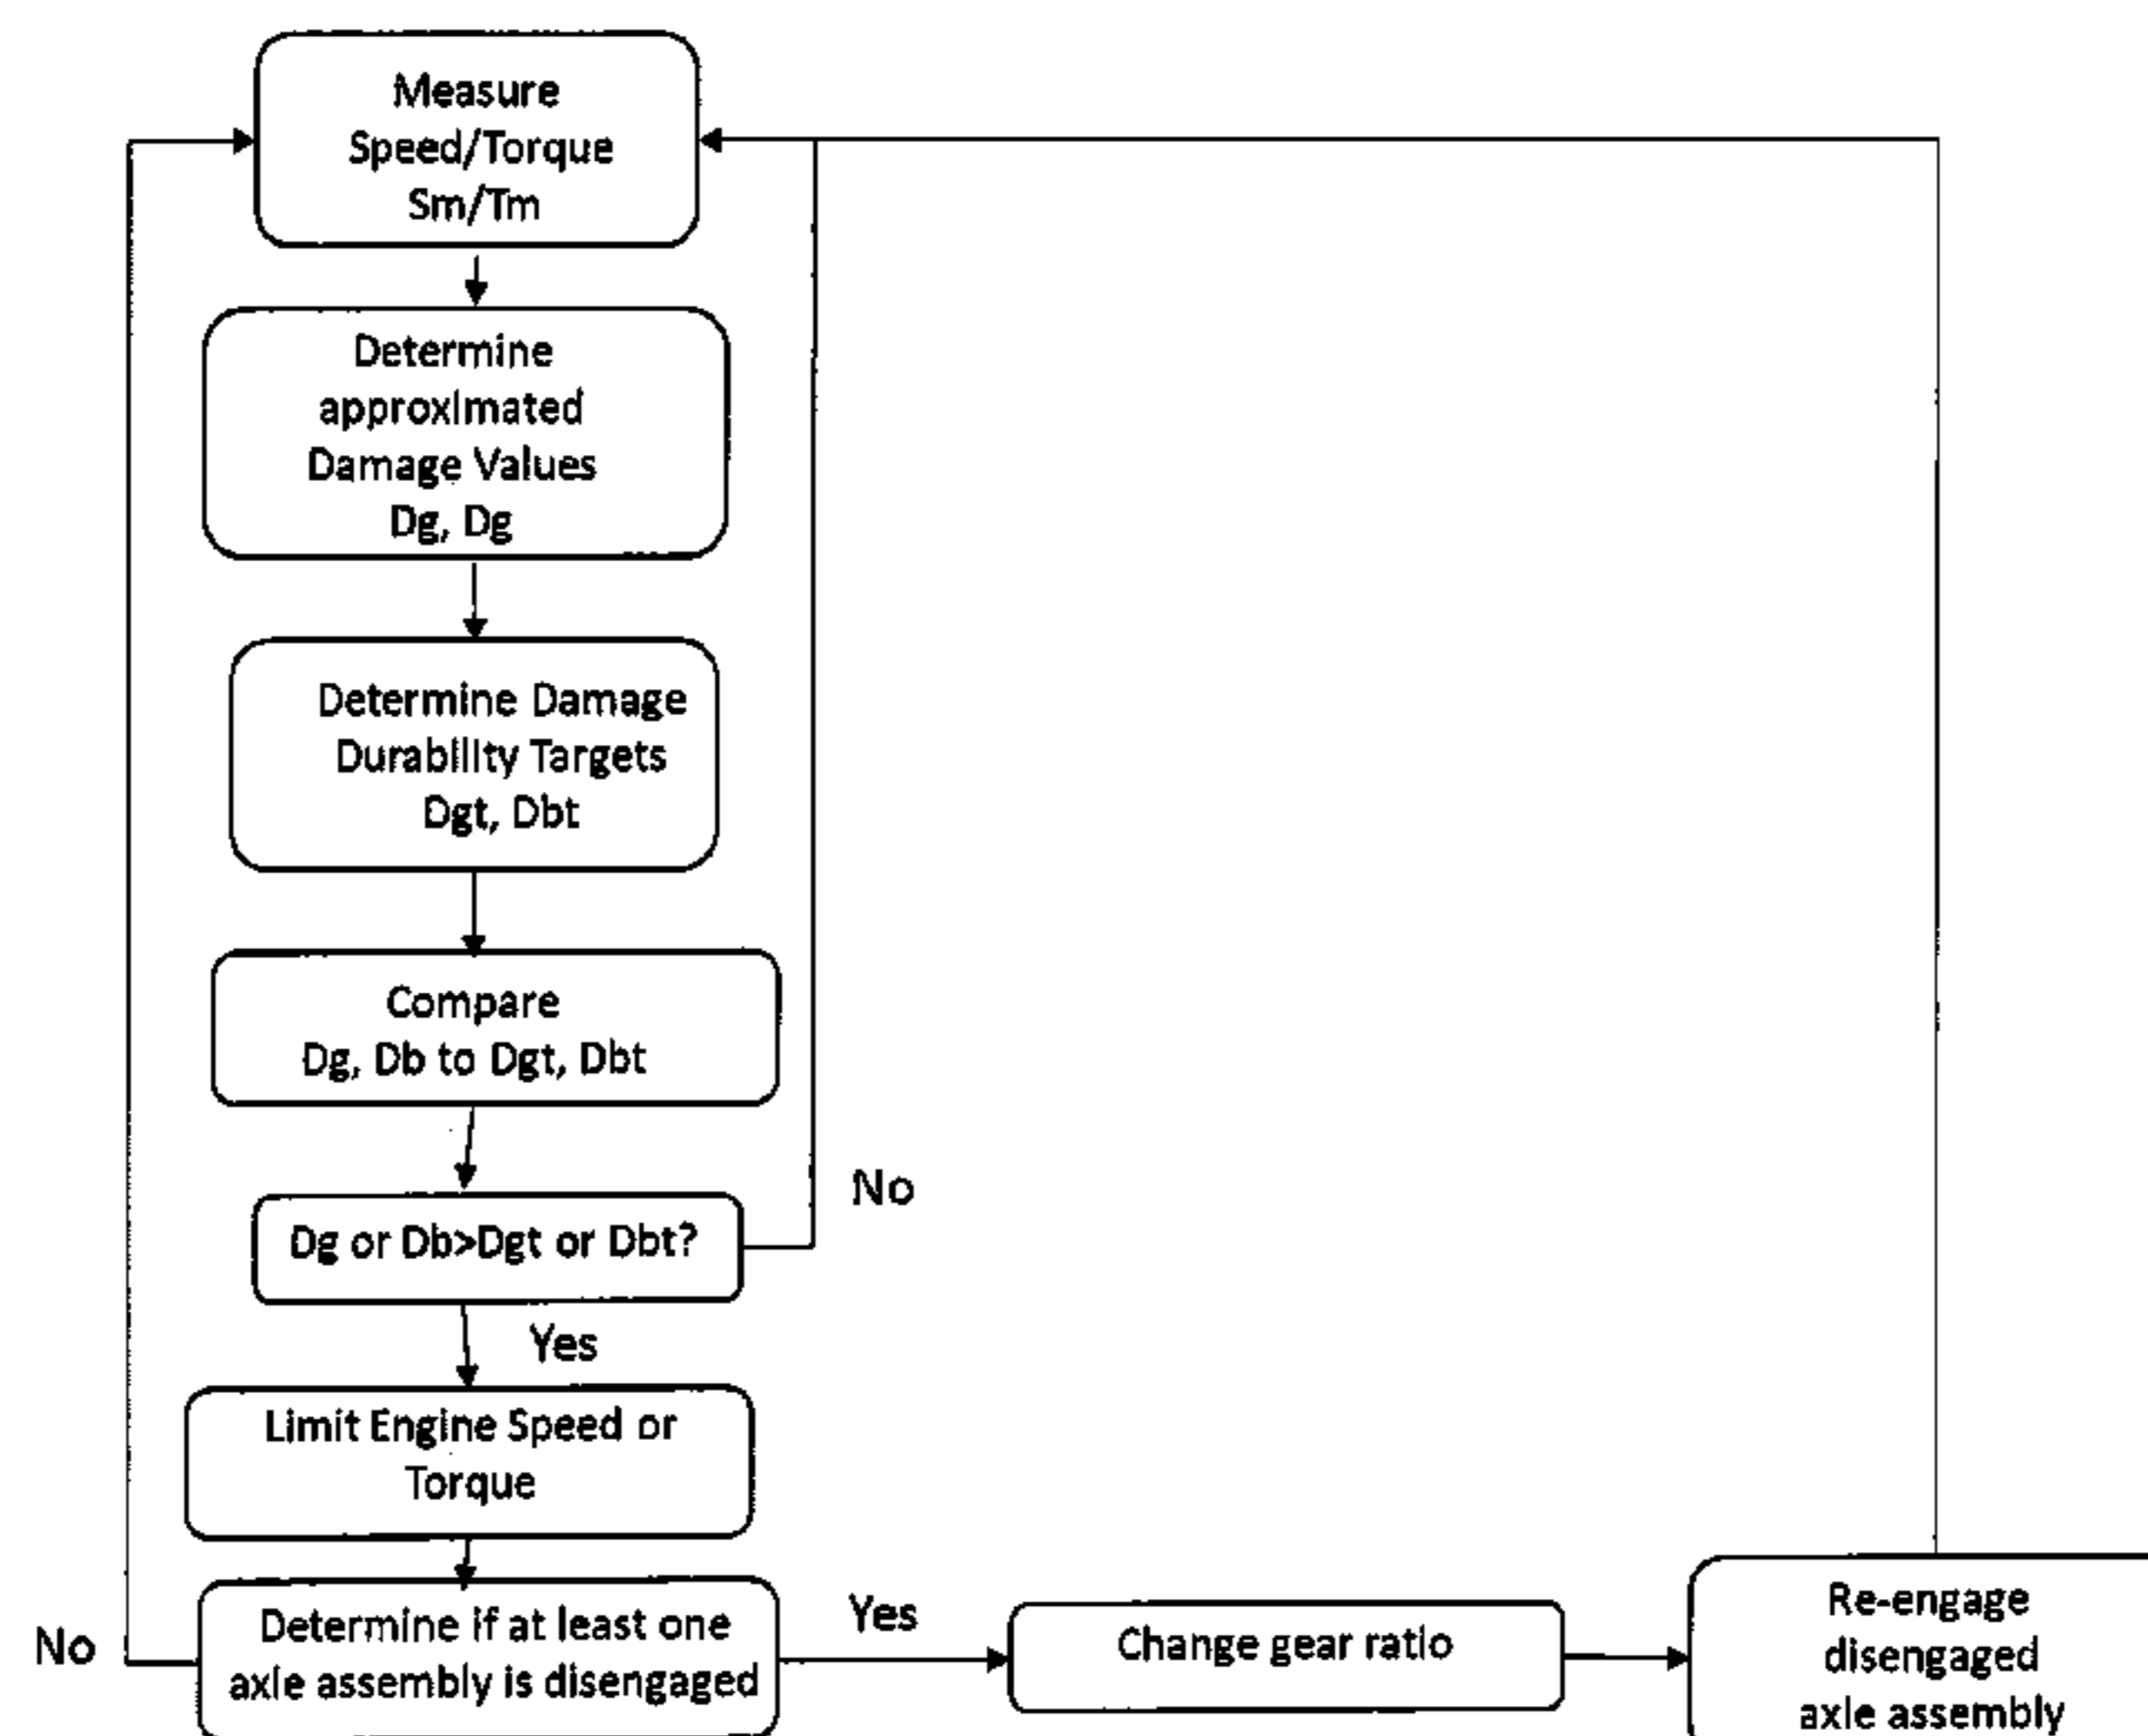 Measure
Speed/Torque
Sm/Tm
Determine
approximated
Damage Values
Dg, Dg
Determine Damage
Durability Targets
Dgt, Dbt
Compare
Dg, Db to Dgt, Dbt
No
Dg or Db>Dgt or Dbt?
Yes
Limit Engine Speed or
Torque
No
Determine if at least one
axle assembly is disengaged
Yes
Change gear ratio
Re-engage
disengaged
axle assembly